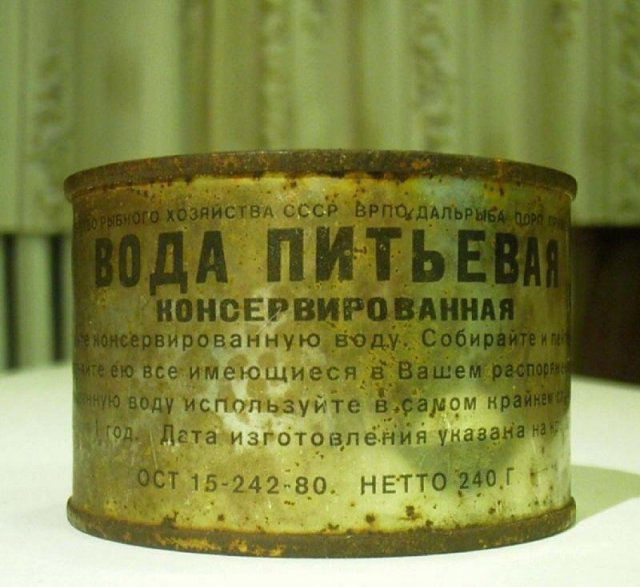 РЫБНОГО ХОЗЯЙСТВА СССР ВРПО„ДАЛЬРЫБА
ВОДА ПИТЬЕВАЯ
КОНСЕРВИРОВАННАЯ
консервированную воду. Собирайте и
ею все имеющиеся в Вашем
воду используйте в самом
год. Дата изготовления указана на
ОСТ 15-242-80. НЕТТО 240 Г